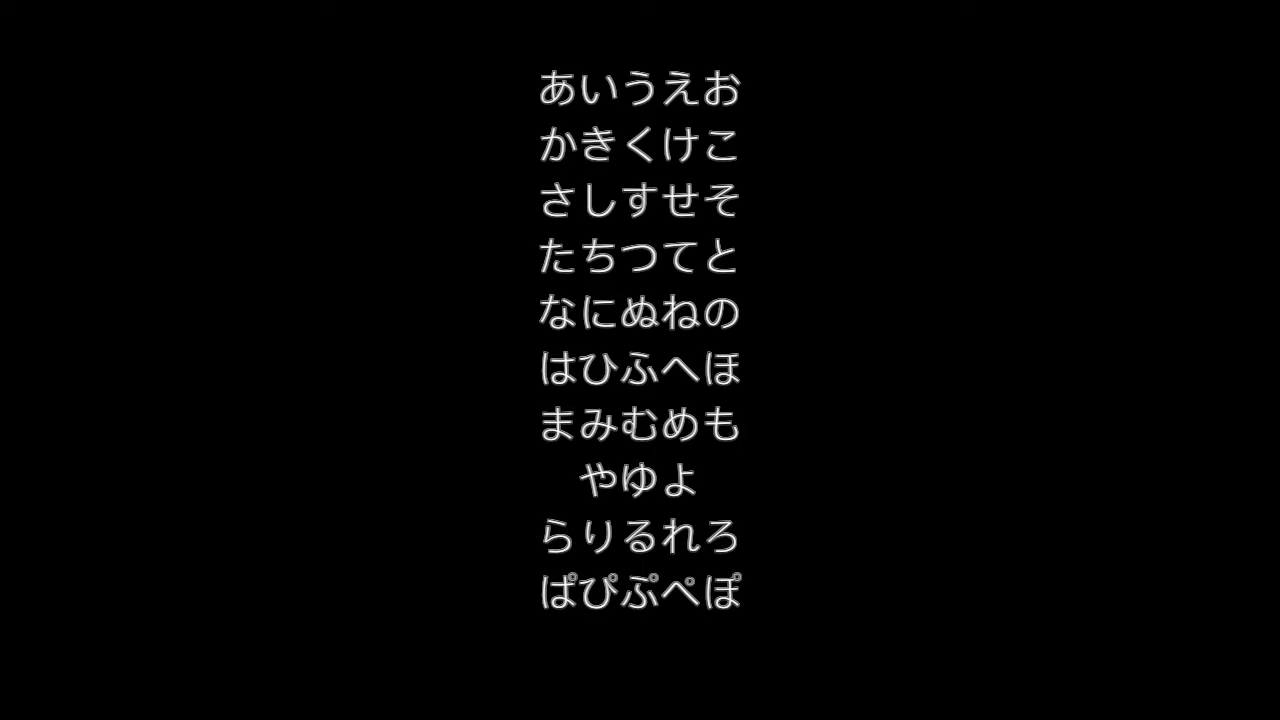 あいうえお
かきくけこ
さしすせそ
たちつてと
なにぬねの
はひふへほ
まみむめも
やゆよ
らりるれろ
ぱぴぷぺぽ